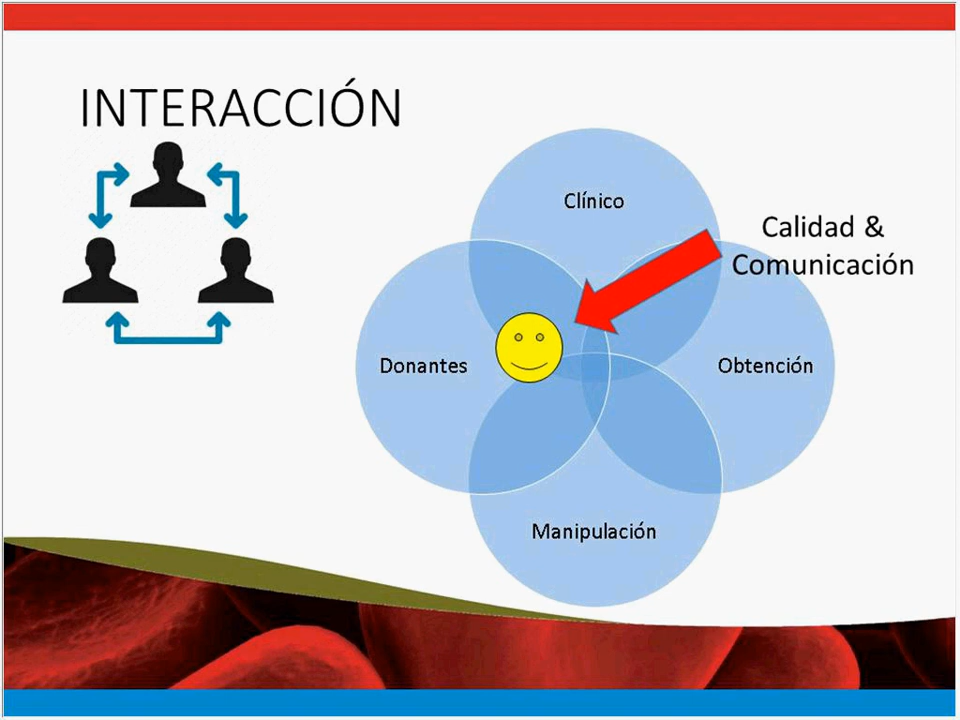 INTERACCIÓN
Clínico
Calidad &
Comunicación
Donantes
Obtención
Manipulación